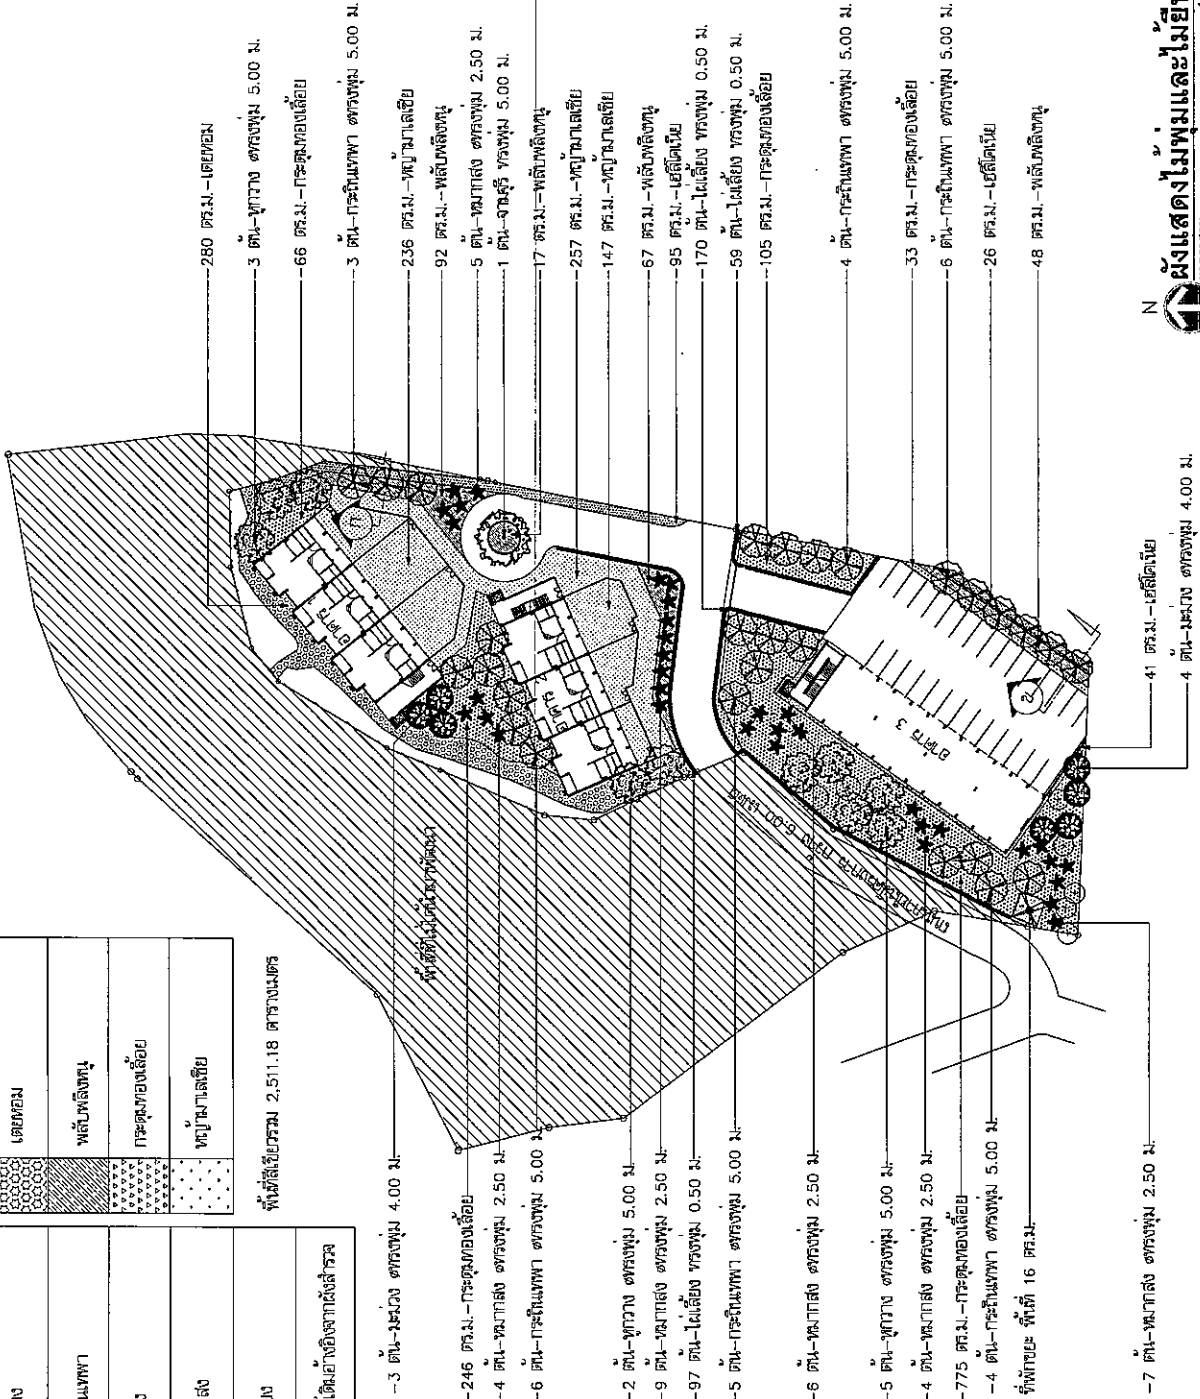 280 ตร.ม.-เตยหอม
3 ต้น-หูกวาง ทรงพุ่ม 5.00 ม.
66 ตร.ม.-กระดุมทองเลื้อย
3 ต้น-กระถินเทพา ทรงพุ่ม 5.00 ม.
236 ตร.ม.-หญ้ามาเลเซีย
92 ตร.ม.-พลับพลึงหนู
5 ต้น-หมากสง ทรงพุ่ม 2.50 ม.
1 ต้น-จามจุรี ทรงพุ่ม 5.00 ม.
17 ตร.ม.-พลับพลึงหนู
257 ตร.ม.-หญ้ามาเลเซีย
147 ตร.ม.-หญ้ามาเลเซีย
67 ตร.ม.-พลับพลึงหนู
95 ตร.ม.-เฮลิโคเนีย
170 ต้น-ไผ่เลี้ยง ทรงพุ่ม 0.50 ม.
59 ต้น-ไผ่เลี้ยง ทรงพุ่ม 0.50 ม.
105 ตร.ม.-กระดุมทองเลื้อย
4 ต้น-กระถินเทพา ทรงพุ่ม 5.00 ม.
33 ตร.ม.-กระดุมทองเลื้อย
6 ต้น-กระถินเทพา ทรงพุ่ม 5.00 ม.
26 ตร.ม.-เฮลิโคเนีย
48 ตร.ม.-พลับพลึงหนู
N
ผังแสดงไม้พุ่มและไม้ยืน
41 ตร.ม.-เฮลิโคเนีย
4 ต้น-มะม่วง ทรงพุ่ม 4.00 ม.
อาคาร 3
พื้นที่ที่ไม่ได้นำมาพัฒนา
เตยหอม
พลับพลึงหนู
กระดุมทองเลื้อย
หญ้ามาเลเซีย
พื้นที่สีเขียวรวม 2,511.18 ตารางเมตร
3 ต้น-มะม่วง ทรงพุ่ม 4.00 ม.
246 ตร.ม.-กระดุมทองเลื้อย
4 ต้น-หมากสง ทรงพุ่ม 2.50 ม.
6 ต้น-กระถินเทพา ทรงพุ่ม 5.00 ม.
2 ต้น-หูกวาง ทรงพุ่ม 5.00 ม.
9 ต้น-หมากสง ทรงพุ่ม 2.50 ม.
97 ต้น-ไผ่เลี้ยง ทรงพุ่ม 0.50 ม.
5 ต้น-กระถินเทพา ทรงพุ่ม 5.00 ม.
6 ต้น-หมากสง ทรงพุ่ม 2.50 ม.
5 ต้น-หูกวาง ทรงพุ่ม 5.00 ม.
4 ต้น-หมากสง ทรงพุ่ม 2.50 ม.
775 ตร.ม.-กระดุมทองเลื้อย
4 ต้น-กระถินเทพา ทรงพุ่ม 5.00 ม.
ที่พักขยะ พื้นที่ 16 ตร.ม.
7 ต้น-หมากสง ทรงพุ่ม 2.50 ม.